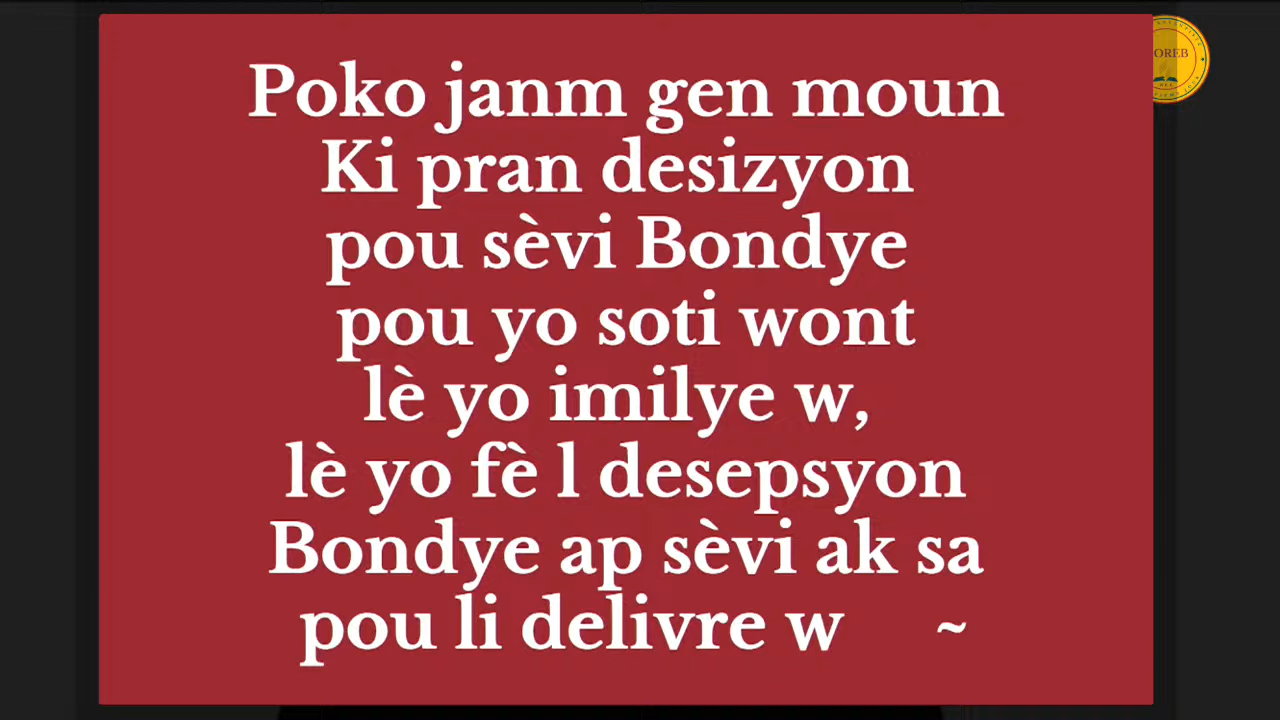 Poko janm gen moun
Ki pran desizyon
pou sèvi Bondye
pou yo soti wont
lè yo imilye w,
lè yo fè l desepsyon
Bondye ap sèvi ak sa
pou li delivre w ~
OREB